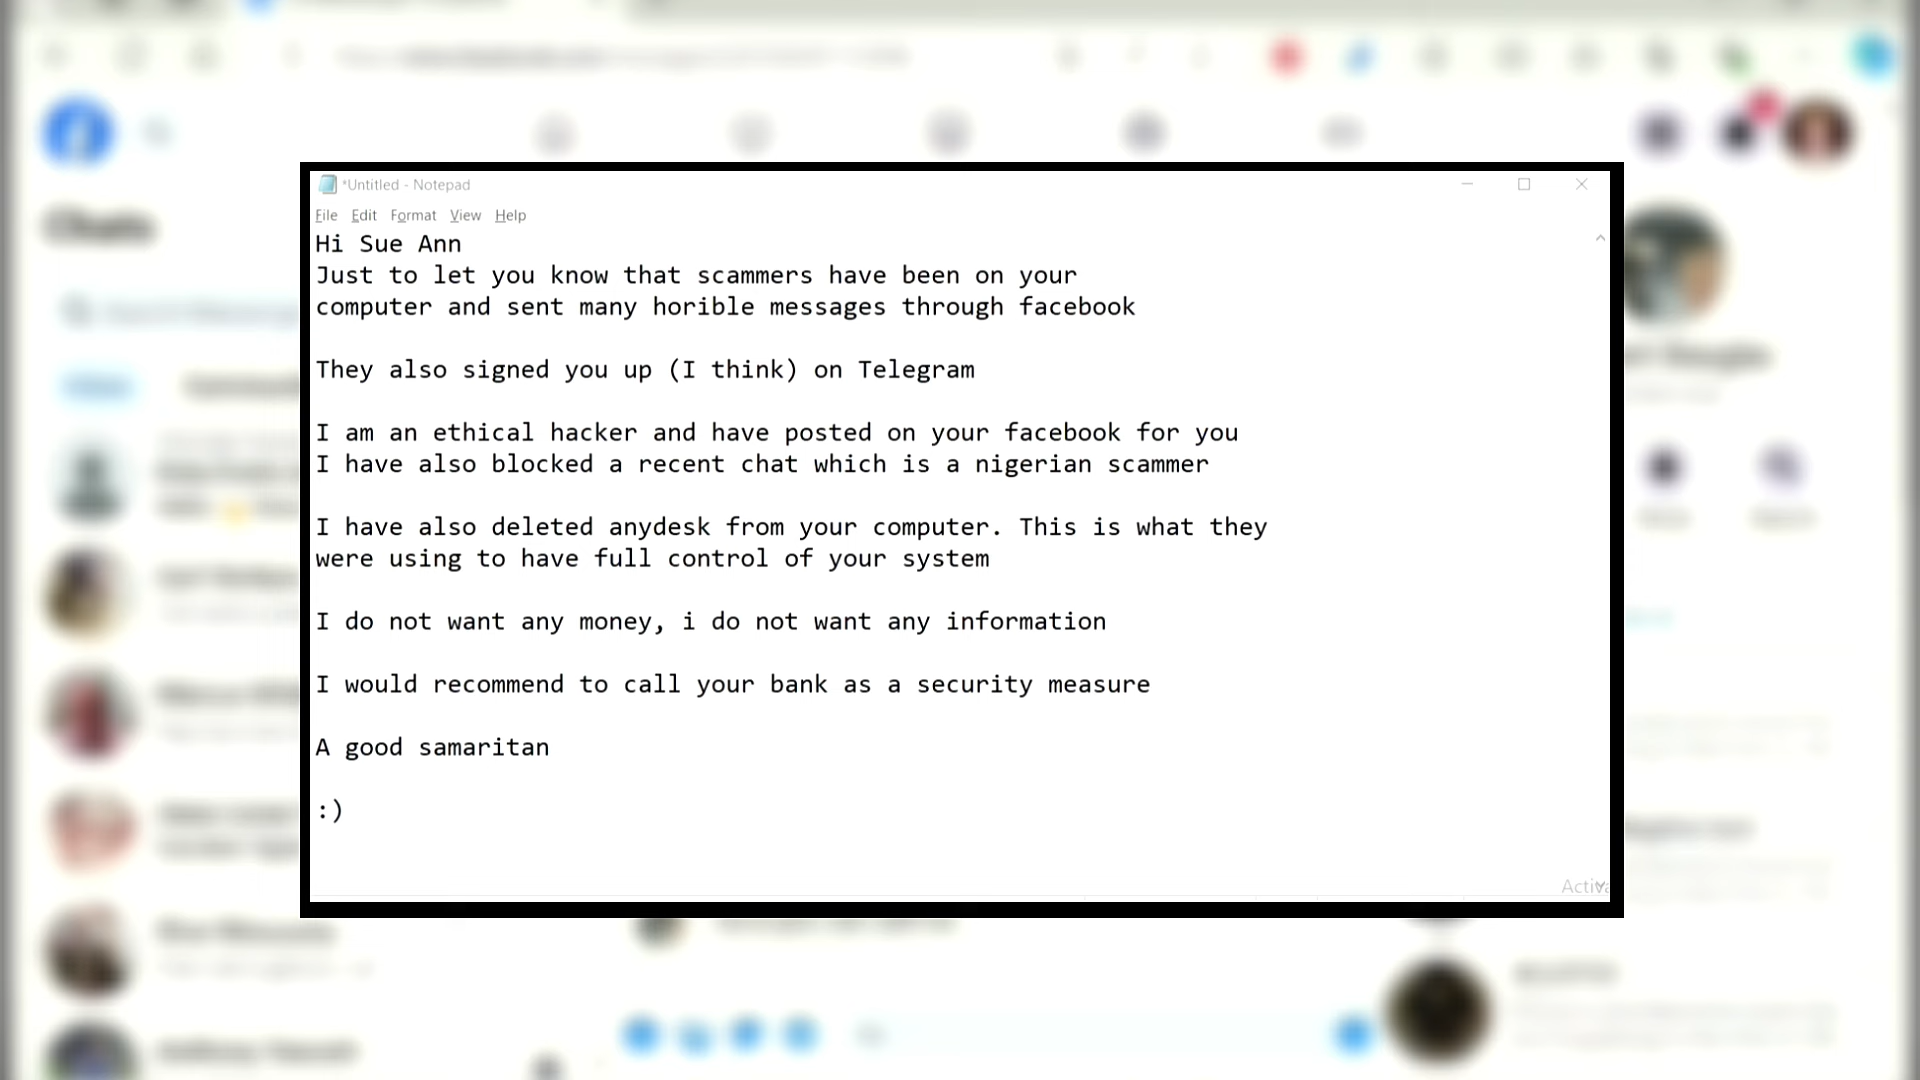 *Untitled - Notepad
File Edit Format View Help
Hi Sue Ann
Just to let you know that scammers have been on your
computer and sent many horible messages through facebook
They also signed you up (I think) on Telegram
I am an ethical hacker and have posted on your facebook for you
I have also blocked a recent chat which is a nigerian scammer
I have also deleted anydesk from your computer. This is what they
were using to have full control of your system
I do not want any money, i do not want any information
I would recommend to call your bank as a security measure
A good samaritan
:)
Chats